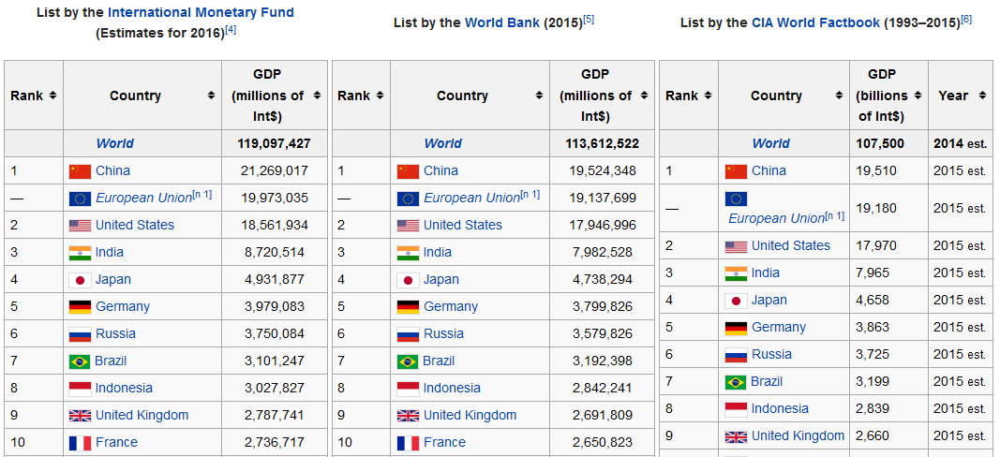 List by the International Monetary Fund
(Estimates for 2016)[4]
Rank Country GDP (millions of Int$)
World 119,097,427
1 China 21,269,017
— European Union[n 1] 19,973,035
2 United States 18,561,934
3 India 8,720,514
4 Japan 4,931,877
5 Germany 3,979,083
6 Russia 3,750,084
7 Brazil 3,101,247
8 Indonesia 3,027,827
9 United Kingdom 2,787,741
10 France 2,736,717
List by the World Bank (2015)[5]
Rank Country GDP (millions of Int$)
World 113,612,522
1 China 19,524,348
— European Union[n 1] 19,137,699
2 United States 17,946,996
3 India 7,982,528
4 Japan 4,738,294
5 Germany 3,799,826
6 Russia 3,579,826
7 Brazil 3,192,398
8 Indonesia 2,842,241
9 United Kingdom 2,691,809
10 France 2,650,823
List by the CIA World Factbook (1993–2015)[6]
Rank Country GDP (billions of Int$) Year
World 107,500 2014 est.
1 China 19,510 2015 est.
— European Union[n 1] 19,180 2015 est.
2 United States 17,970 2015 est.
3 India 7,965 2015 est.
4 Japan 4,658 2015 est.
5 Germany 3,863 2015 est.
6 Russia 3,725 2015 est.
7 Brazil 3,199 2015 est.
8 Indonesia 2,839 2015 est.
9 United Kingdom 2,660 2015 est.